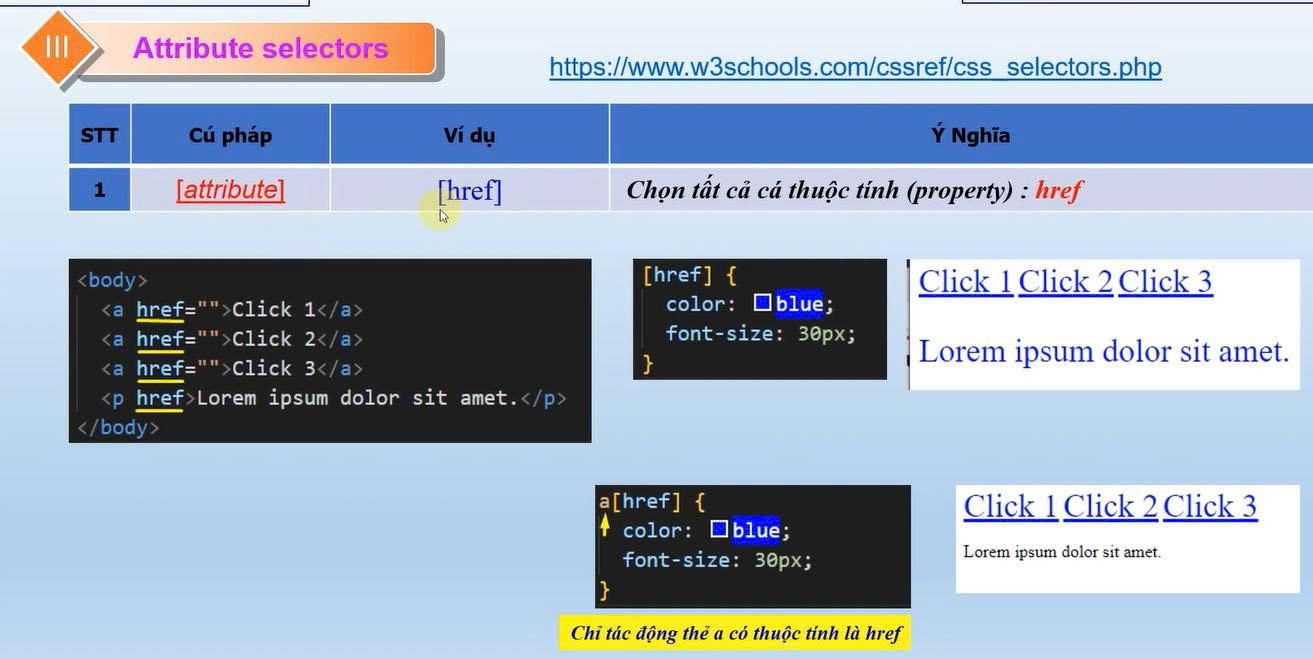 III
Attribute selectors
https://www.w3schools.com/cssref/css_selectors.php
STT Cú pháp Ví dụ Ý Nghĩa
1 [attribute] [href] Chọn tất cả cá thuộc tính (property) : href
<body>
<a href="">Click 1</a>
<a href="">Click 2</a>
<a href="">Click 3</a>
<p href>Lorem ipsum dolor sit amet.</p>
</body>
[href] {
color: blue;
font-size: 30px;
}
Click 1 Click 2 Click 3
Lorem ipsum dolor sit amet.
a[href] {
color: blue;
font-size: 30px;
}
Click 1 Click 2 Click 3
Lorem ipsum dolor sit amet.
Chỉ tác động thẻ a có thuộc tính là href